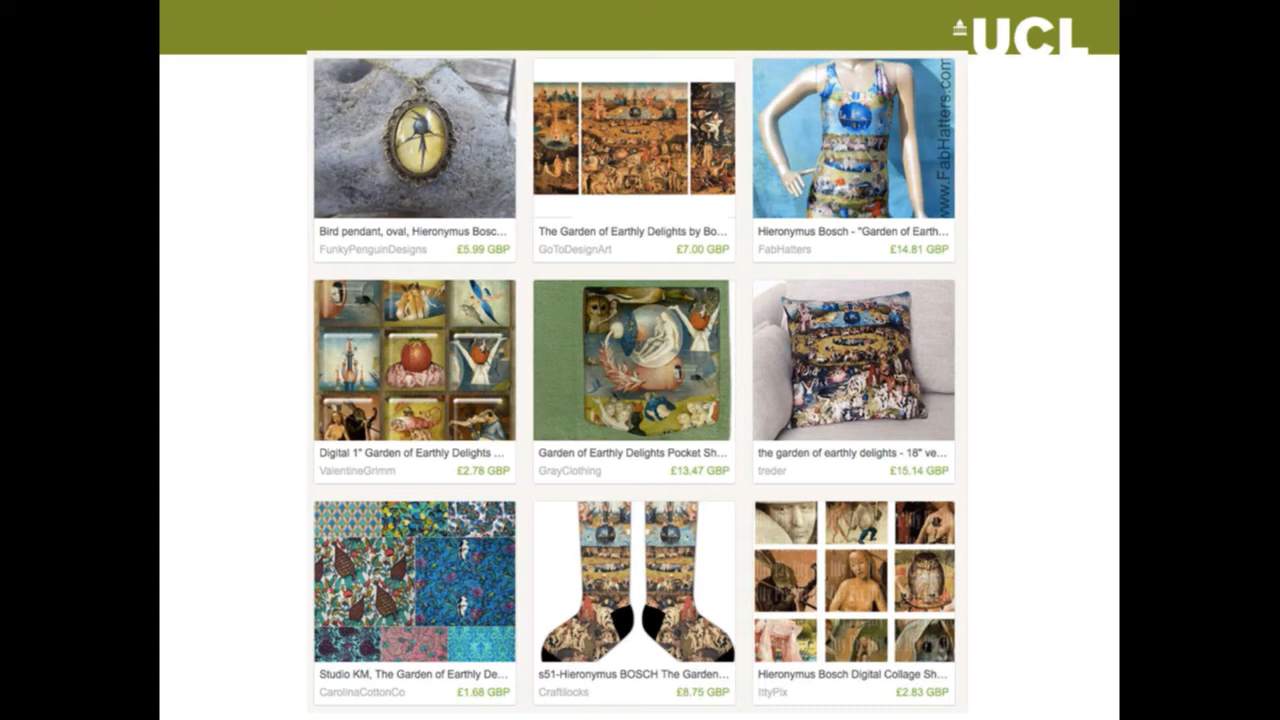 UCL
www.FabHatters.com
Bird pendant, oval, Hieronymus Bosc...
FunkyPenguinDesigns £5.99 GBP
The Garden of Earthly Delights by Bo...
GoToDesignArt £7.00 GBP
Hieronymus Bosch - "Garden of Earth...
FabHatters £14.81 GBP
Digital 1" Garden of Earthly Delights ...
ValentineGrimm £2.78 GBP
Garden of Earthly Delights Pocket Sh...
GrayClothing £13.47 GBP
the garden of earthly delights - 18" ve...
treder £15.14 GBP
Studio KM, The Garden of Earthly De...
CarolinaCottonCo £1.68 GBP
s51-Hieronymus BOSCH The Garden...
Craftilocks £8.75 GBP
Hieronymus Bosch Digital Collage Sh...
IttyPix £2.83 GBP